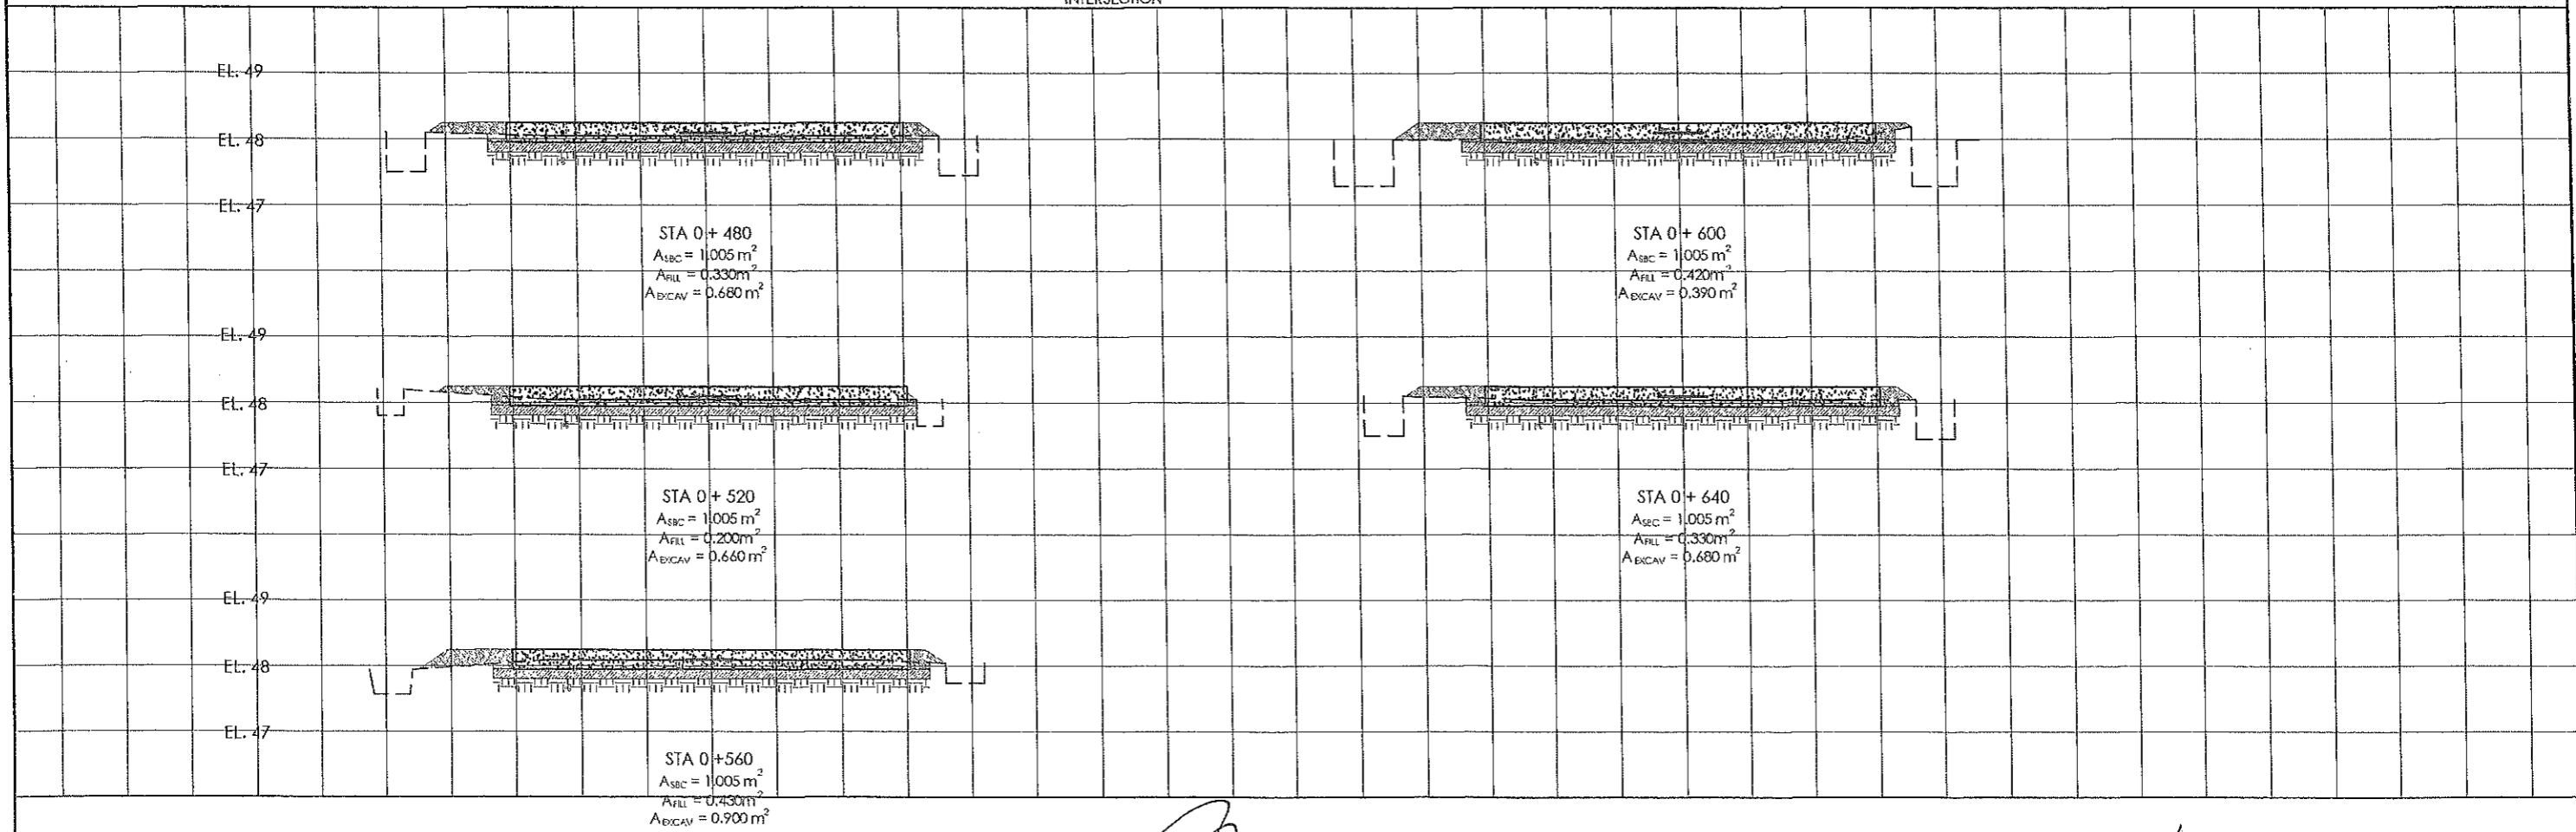 INTERSECTION
EL. 49
EL. 48
EL. 47
STA 0 + 480
ASBC = 1.005 m²
AFILL = 0.330m²
AEXCAV = 0.680 m²
STA 0 + 600
ASBC = 1.005 m²
AFILL = 0.420m²
AEXCAV = 0.390 m²
EL. 49
EL. 48
EL. 47
STA 0 + 520
ASBC = 1.005 m²
AFILL = 0.200m²
AEXCAV = 0.660 m²
STA 0 + 640
ASBC = 1.005 m²
AFILL = 0.330m²
AEXCAV = 0.680 m²
EL. 49
EL. 48
EL. 47
STA 0 +560
ASBC = 1.005 m²
AFILL = 0.430m²
AEXCAV = 0.900 m²